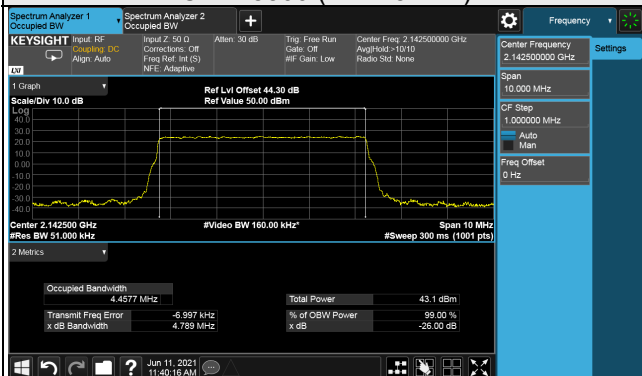 Spectrum Analyzer 1
Occupied BW
Spectrum Analyzer 2
Occupied BW
+
Frequency
KEYSIGHT
Input: RF
Coupling: DC
Align: Auto
Input Z: 50 Ω
Corrections: Off
Freq Ref: Int (S)
NFE: Adaptive
Atten: 30 dB
Trig: Free Run
Gate: Off
#IF Gain: Low
Center Freq: 2.142500000 GHz
Avg|Hold:>10/10
Radio Std: None
LXI
Center Frequency
2.142500000 GHz
Settings
Span
10.000 MHz
CF Step
1.000000 MHz
Auto
Man
Freq Offset
0 Hz
1 Graph
Scale/Div 10.0 dB
Ref Lvl Offset 44.30 dB
Ref Value 50.00 dBm
Log
40.0
30.0
20.0
10.0
0.00
-10.0
-20.0
-30.0
-40.0
Center 2.142500 GHz
#Res BW 51.000 kHz
#Video BW 160.00 kHz*
Span 10 MHz
#Sweep 300 ms (1001 pts)
2 Metrics
Occupied Bandwidth
4.4577 MHz
Total Power 43.1 dBm
Transmit Freq Error -6.997 kHz
% of OBW Power 99.00 %
x dB Bandwidth 4.789 MHz
x dB -26.00 dB
?
Jun 11, 2021
11:40:16 AM